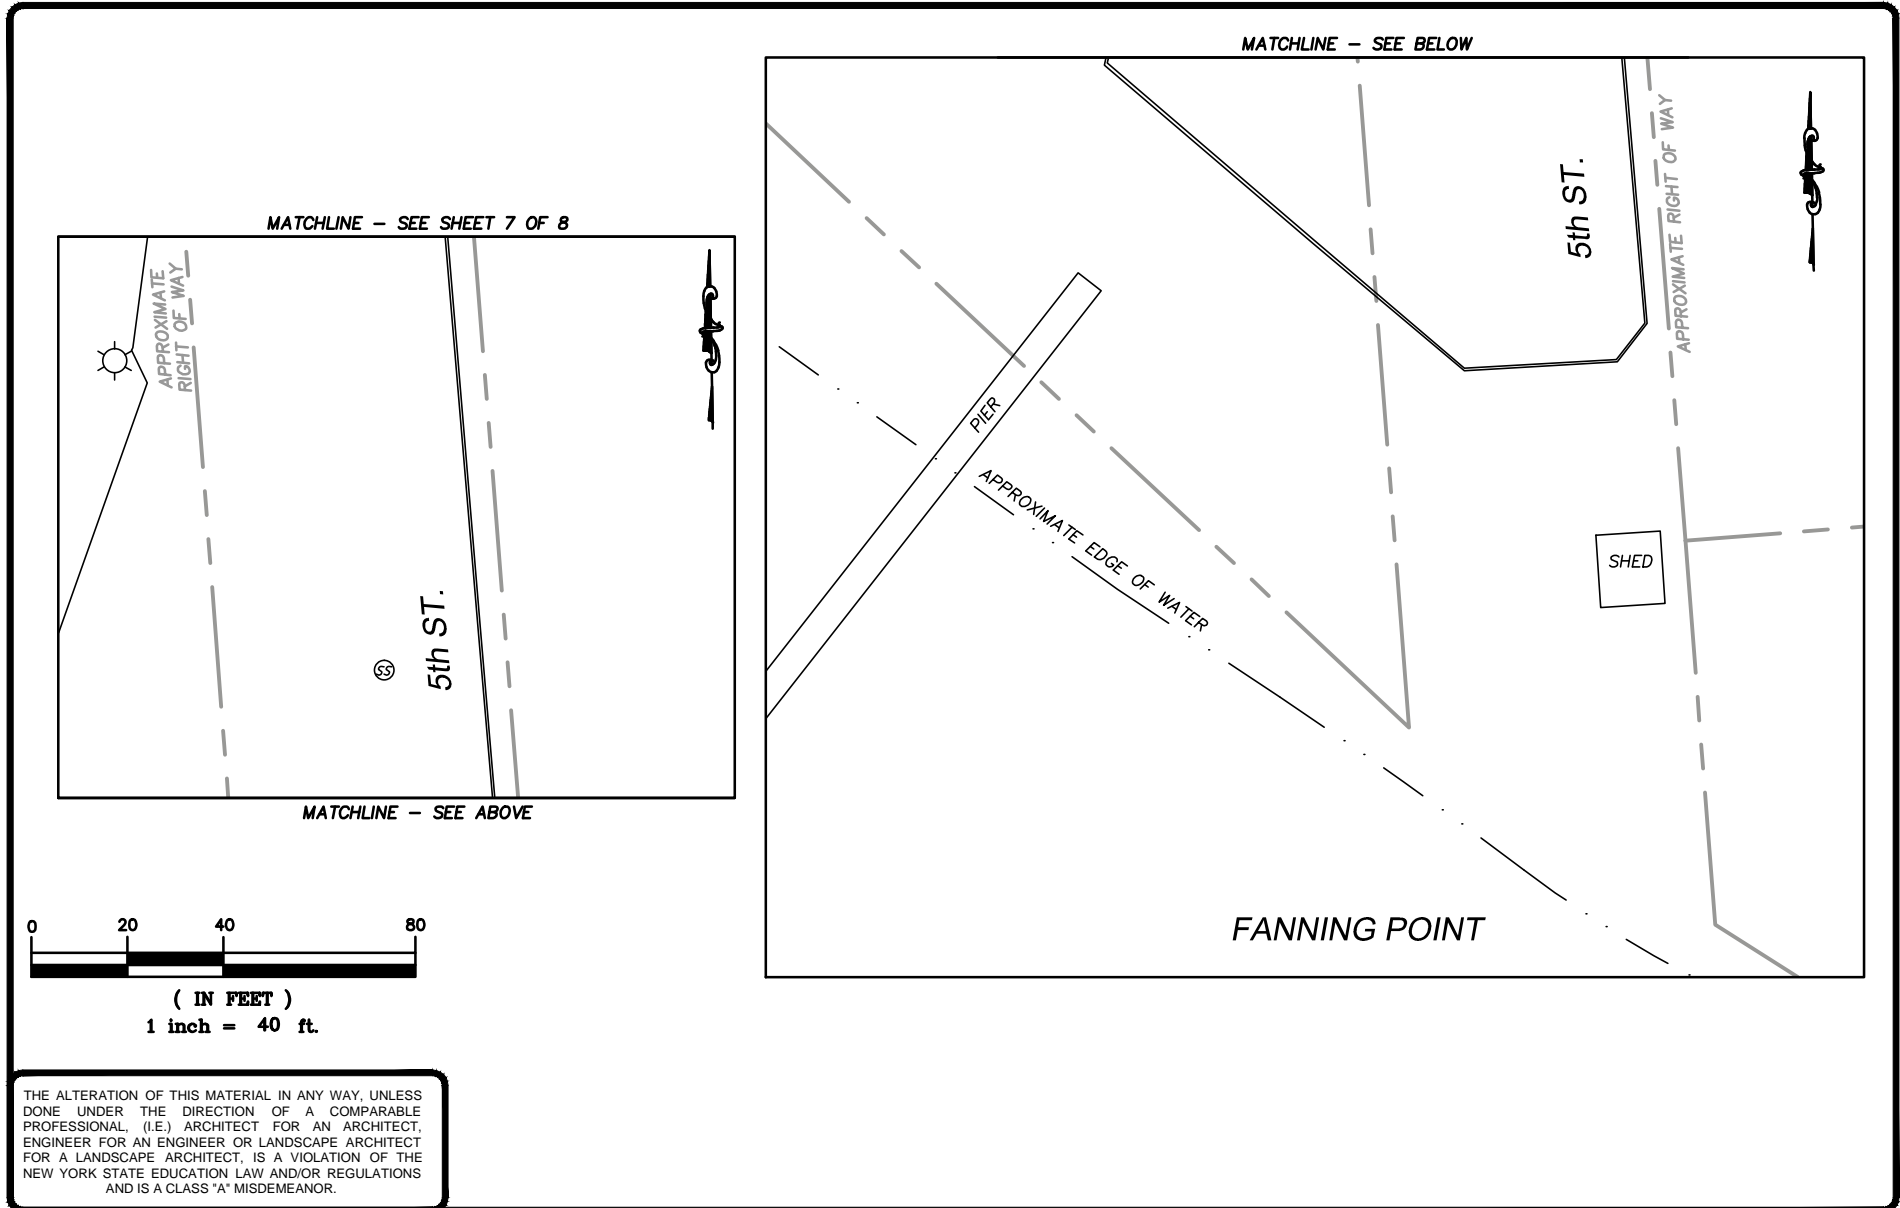 MATCHLINE – SEE BELOW
5th ST.
APPROXIMATE RIGHT OF WAY
MATCHLINE – SEE SHEET 7 OF 8
APPROXIMATE
RIGHT OF WAY
PIER
APPROXIMATE EDGE OF WATER
SHED
5th ST.
SS
MATCHLINE – SEE ABOVE
FANNING POINT
0 20 40 80
( IN FEET )
1 inch = 40 ft.
THE ALTERATION OF THIS MATERIAL IN ANY WAY, UNLESS
DONE UNDER THE DIRECTION OF A COMPARABLE
PROFESSIONAL, (I.E.) ARCHITECT FOR AN ARCHITECT,
ENGINEER FOR AN ENGINEER OR LANDSCAPE ARCHITECT
FOR A LANDSCAPE ARCHITECT, IS A VIOLATION OF THE
NEW YORK STATE EDUCATION LAW AND/OR REGULATIONS
AND IS A CLASS "A" MISDEMEANOR.